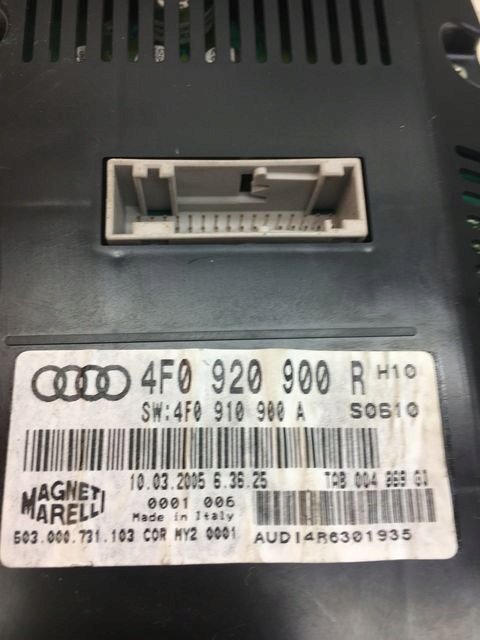 4F0 920 900 R H10
SW:4F0 910 900 A S0610
10.03.2005 6.36.25 TAB 004 869 GJ
MAGNETI MARELLI
0001 006
Made in Italy
503.000.731.103 COR MY2 0001
AUDI4R6301935